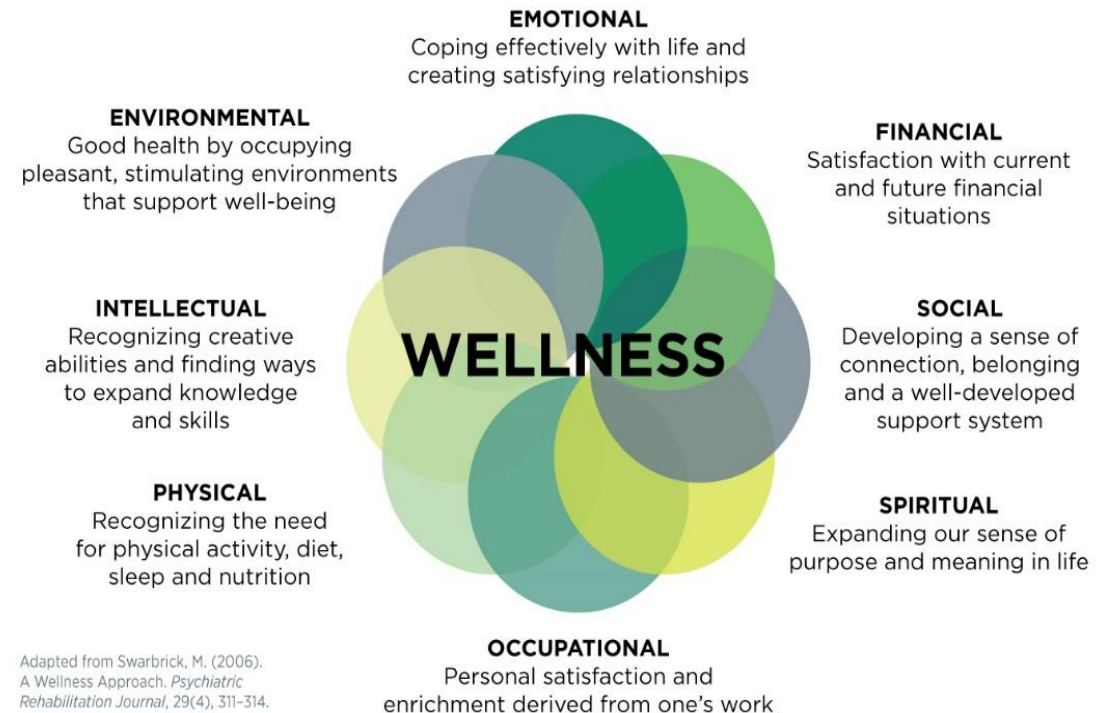 EMOTIONAL
Coping effectively with life and
creating satisfying relationships
ENVIRONMENTAL
Good health by occupying
pleasant, stimulating environments
that support well-being
FINANCIAL
Satisfaction with current
and future financial
situations
INTELLECTUAL
Recognizing creative
abilities and finding ways
to expand knowledge
and skills
WELLNESS
SOCIAL
Developing a sense of
connection, belonging
and a well-developed
support system
PHYSICAL
Recognizing the need
for physical activity, diet,
sleep and nutrition
SPIRITUAL
Expanding our sense of
purpose and meaning in life
OCCUPATIONAL
Personal satisfaction and
enrichment derived from one's work
Adapted from Swarbrick, M. (2006).
A Wellness Approach. Psychiatric
Rehabilitation Journal, 29(4), 311–314.